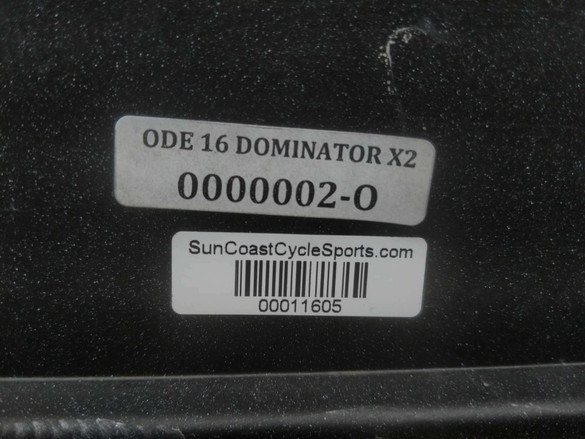 ODE 16 DOMINATOR X2
0000002-O
SunCoastCycleSports.com
00011605